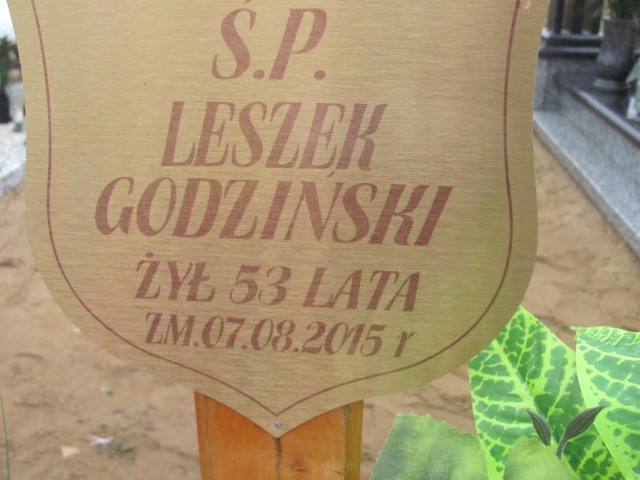 Ś.P.
LESZEK
GODZIŃSKI
ŻYŁ 53 LATA
ZM.07.08.2015 r